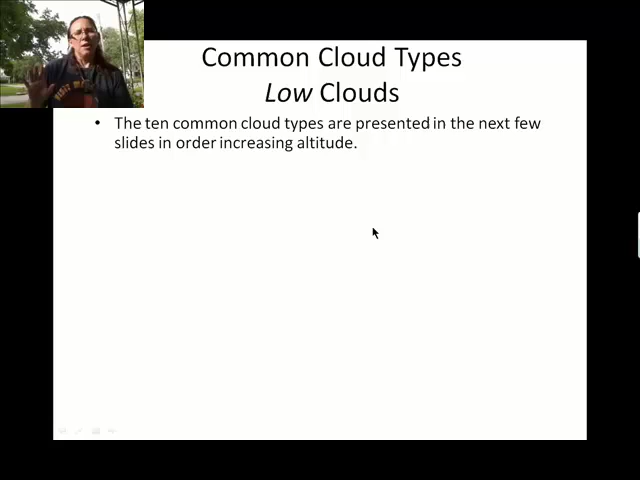 Common Cloud Types
Low Clouds
• The ten common cloud types are presented in the next few
slides in order increasing altitude.